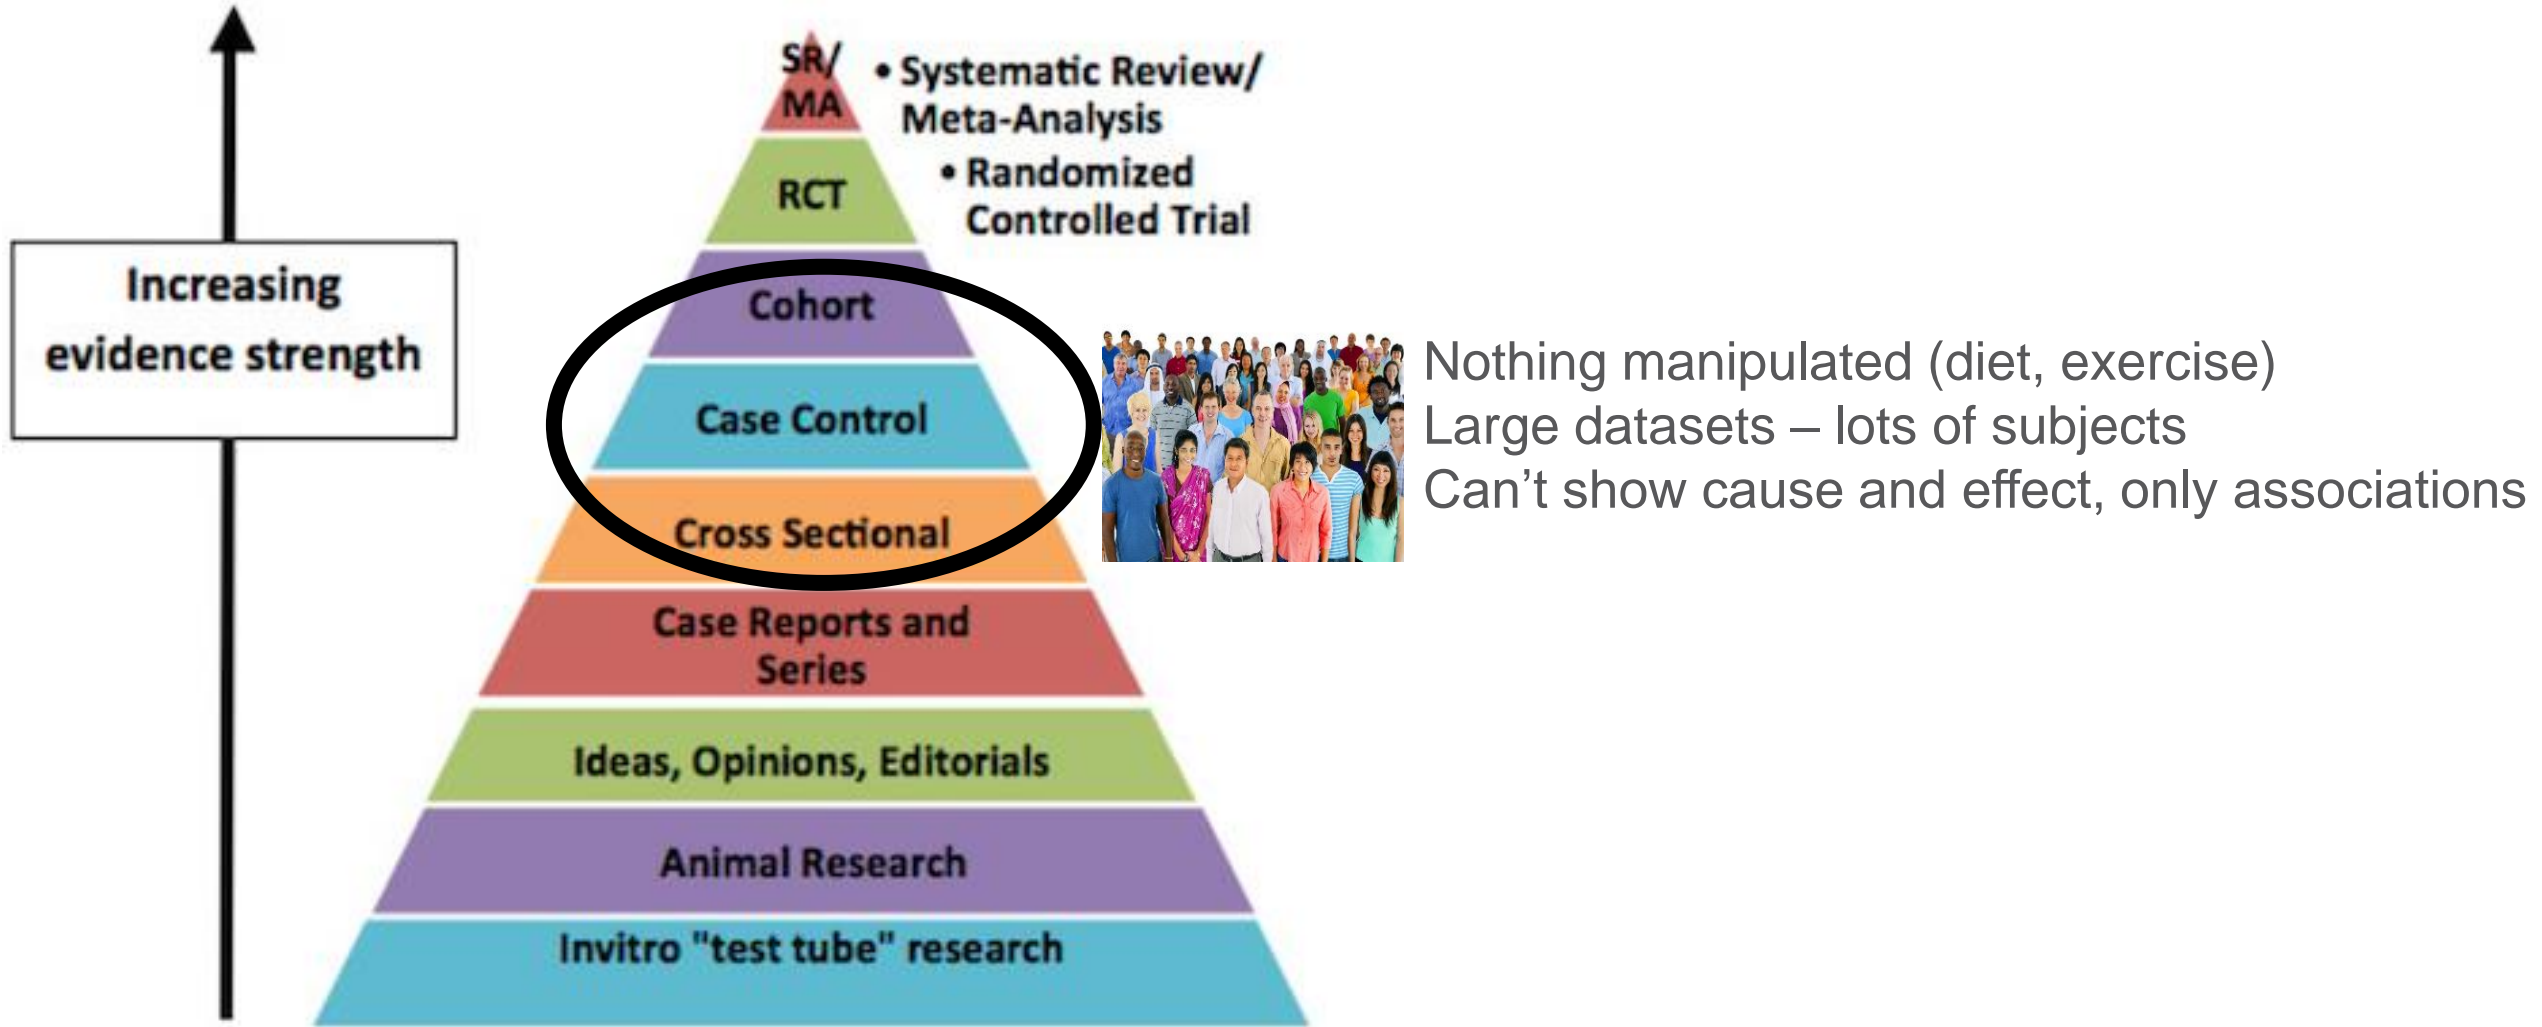 Increasing
evidence strength
SR/
MA
• Systematic Review/
Meta-Analysis
RCT
• Randomized
Controlled Trial
Cohort
Case Control
Cross Sectional
Case Reports and
Series
Ideas, Opinions, Editorials
Animal Research
Invitro "test tube" research
Nothing manipulated (diet, exercise)
Large datasets – lots of subjects
Can’t show cause and effect, only associations